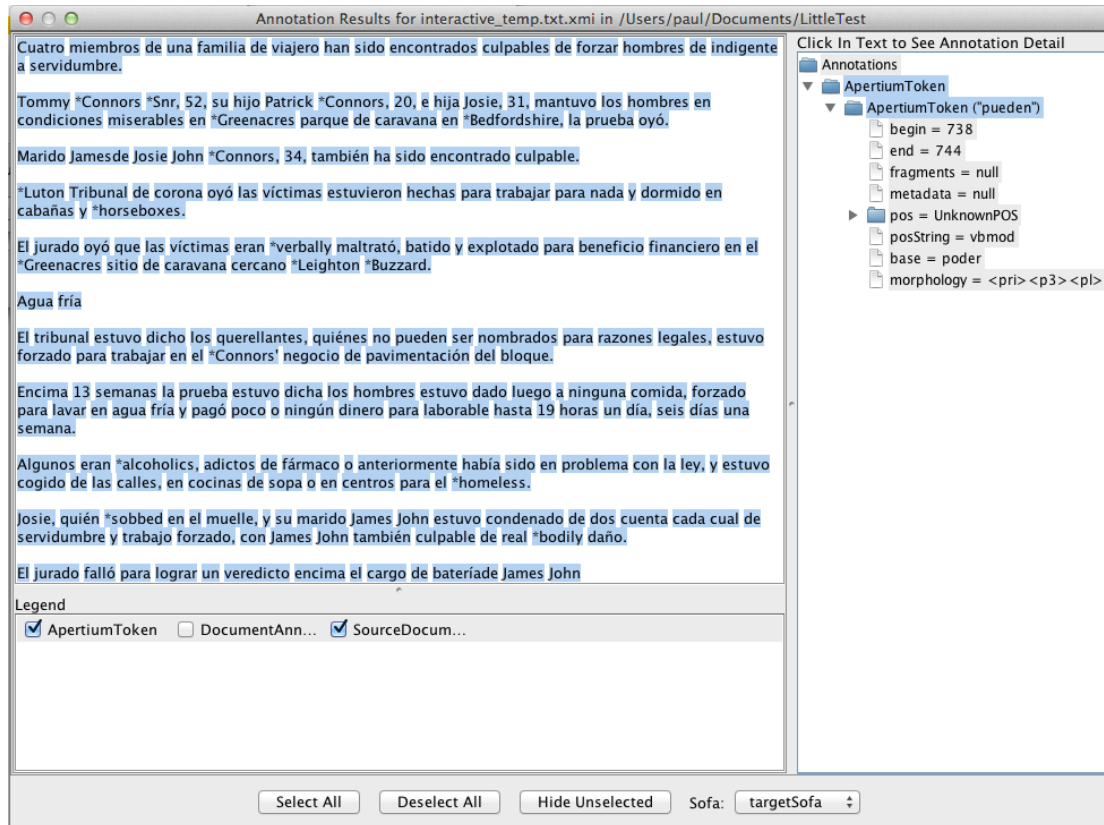 Annotation Results for interactive_temp.txt.xmi in /Users/paul/Documents/LittleTest
Cuatro miembros de una familia de viajero han sido encontrados culpables de forzar hombres de indigente
a servidumbre.
Tommy *Connors *Snr, 52, su hijo Patrick *Connors, 20, e hija Josie, 31, mantuvo los hombres en
condiciones miserables en *Greenacres parque de caravana en *Bedfordshire, la prueba oyó.
Marido Jamesde Josie John *Connors, 34, también ha sido encontrado culpable.
*Luton Tribunal de corona oyó las víctimas estuvieron hechas para trabajar para nada y dormido en
cabañas y *horseboxes.
El jurado oyó que las víctimas eran *verbally maltrató, batido y explotado para beneficio financiero en el
*Greenacres sitio de caravana cercano *Leighton *Buzzard.
Agua fría
El tribunal estuvo dicho los querellantes, quiénes no pueden ser nombrados para razones legales, estuvo
forzado para trabajar en el *Connors' negocio de pavimentación del bloque.
Encima 13 semanas la prueba estuvo dicha los hombres estuvo dado luego a ninguna comida, forzado
para lavar en agua fría y pagó poco o ningún dinero para laborable hasta 19 horas un día, seis días una
semana.
Algunos eran *alcoholics, adictos de fármaco o anteriormente había sido en problema con la ley, y estuvo
cogido de las calles, en cocinas de sopa o en centros para el *homeless.
Josie, quién *sobbed en el muelle, y su marido James John estuvo condenado de dos cuenta cada cual de
servidumbre y trabajo forzado, con James John también culpable de real *bodily daño.
El jurado falló para lograr un veredicto encima el cargo de bateríade James John
Legend
ApertiumToken DocumentAnn... SourceDocum...
Click In Text to See Annotation Detail
Annotations
ApertiumToken
ApertiumToken ("pueden")
begin = 738
end = 744
fragments = null
metadata = null
pos = UnknownPOS
posString = vbmod
base = poder
morphology = <pri><p3><pl>
Select All Deselect All Hide Unselected Sofa: targetSofa